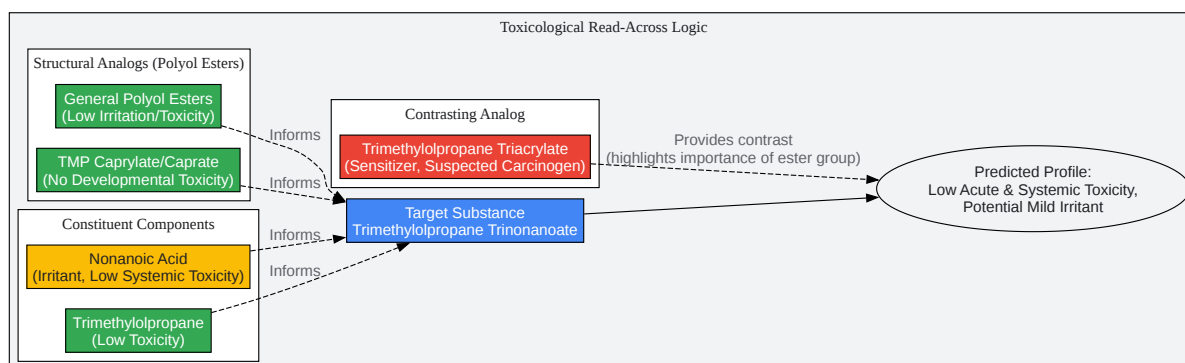 Toxicological Read-Across Logic
Structural Analogs (Polyol Esters)
General Polyol Esters
(Low Irritation/Toxicity)
TMP Caprylate/Caprate
(No Developmental Toxicity)
Constituent Components
Nonanoic Acid
(Irritant, Low Systemic Toxicity)
Trimethylolpropane
(Low Toxicity)
Informs
Informs
Informs
Informs
Contrasting Analog
Trimethylolpropane Triacrylate
(Sensitizer, Suspected Carcinogen)
Target Substance
Trimethylolpropane Trinonanoate
Provides contrast
(highlights importance of ester group)
Predicted Profile:
Low Acute & Systemic Toxicity,
Potential Mild Irritant